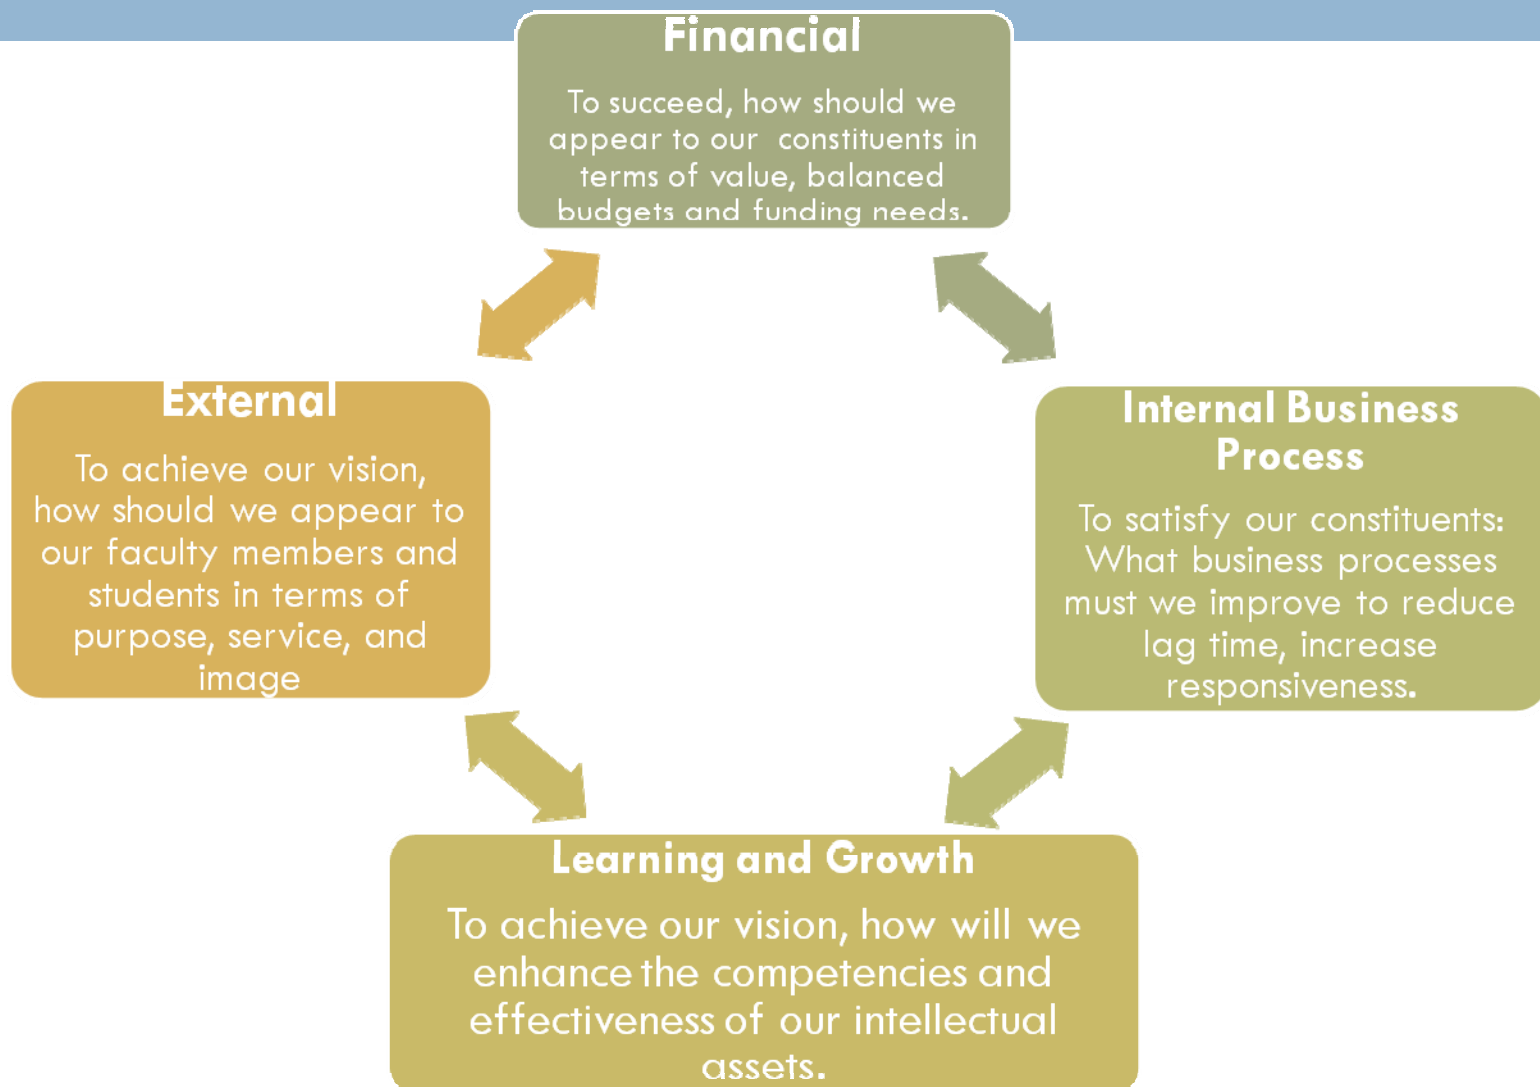 Financial
To succeed, how should we
appear to our constituents in
terms of value, balanced
budgets and funding needs.
External
To achieve our vision,
how should we appear to
our faculty members and
students in terms of
purpose, service, and
image
Internal Business
Process
To satisfy our constituents:
What business processes
must we improve to reduce
lag time, increase
responsiveness.
Learning and Growth
To achieve our vision, how will we
enhance the competencies and
effectiveness of our intellectual
assets.